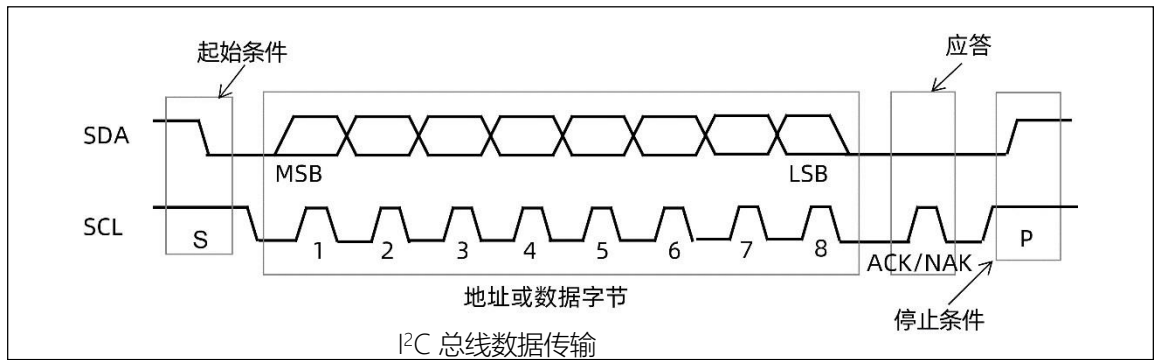 起始条件
应答
SDA
MSB
LSB
SCL
S
1 2 3 4 5 6 7 8
ACK/NAK
P
地址或数据字节
停止条件
I²C 总线数据传输